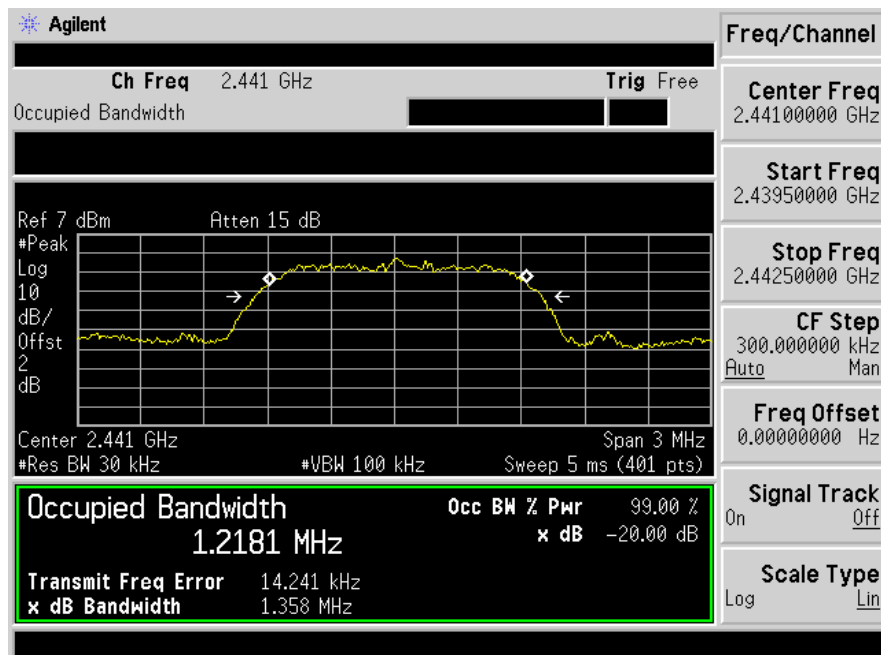 Agilent
Ch Freq 2.441 GHz Trig Free
Occupied Bandwidth
Ref 7 dBm Atten 15 dB
#Peak
Log
10
dB/
Offst
2
dB
Center 2.441 GHz Span 3 MHz
#Res BW 30 kHz #VBW 100 kHz Sweep 5 ms (401 pts)
Occupied Bandwidth Occ BW % Pwr 99.00 %
1.2181 MHz x dB -20.00 dB
Transmit Freq Error 14.241 kHz
x dB Bandwidth 1.358 MHz
Freq/Channel
Center Freq
2.44100000 GHz
Start Freq
2.43950000 GHz
Stop Freq
2.44250000 GHz
CF Step
300.000000 kHz
Auto Man
Freq Offset
0.00000000 Hz
Signal Track
On Off
Scale Type
Log Lin